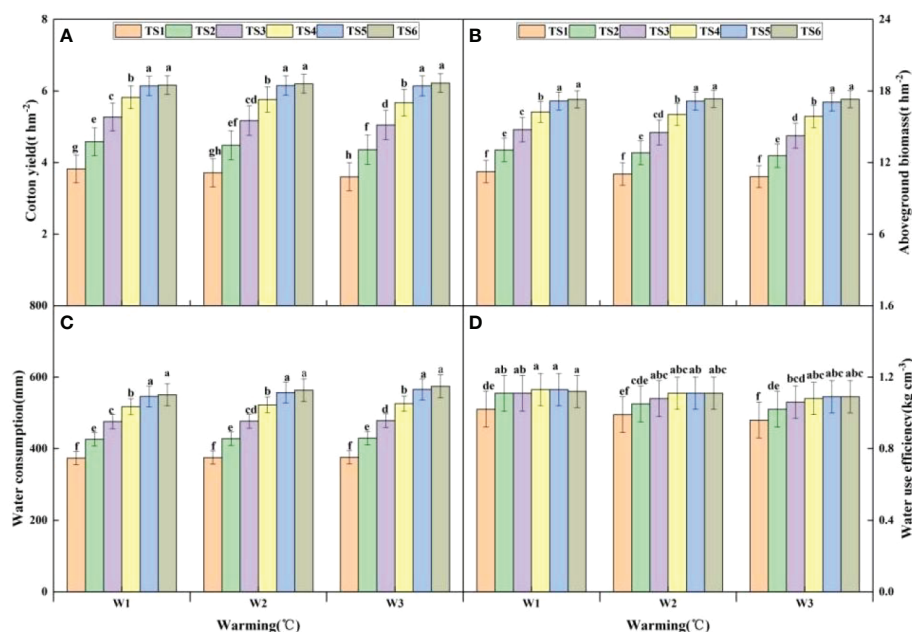 8
A
TS1 TS2 TS3 TS4 TS5 TS6
B
TS1 TS2 TS3 TS4 TS5 TS6
24
6
18
4
12
2
6
Cotton yield(t hm-2)
Aboveground biomass(t hm-2)
g e c b a a
gh ef cd b a a
h f d b a a
f e c b a a
f e cd b a a
f e d b a a
800
C
D
1.6
600
1.2
400
0.8
200
0.4
0
0.0
Water consumption(mm)
Water use efficiency(kg cm-3)
f e c b a a
f e cd b a a
f e cd b a a
de ab ab a a a
ef cde abc ab ab abc
e de bcd abc abc abc
W1 W2 W3 W1 W2 W3
Warming(℃) Warming(℃)